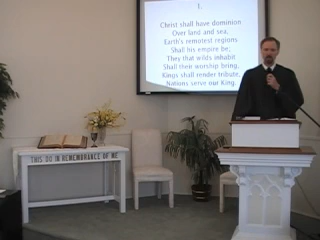 1.
Christ shall have dominion
Over land and sea,
Earth's remotest regions
Shall his empire be;
They that wilds inhabit
Shall their worship bring,
Kings shall render tribute,
Nations serve our King.
THIS DO IN REMEMBRANCE OF ME